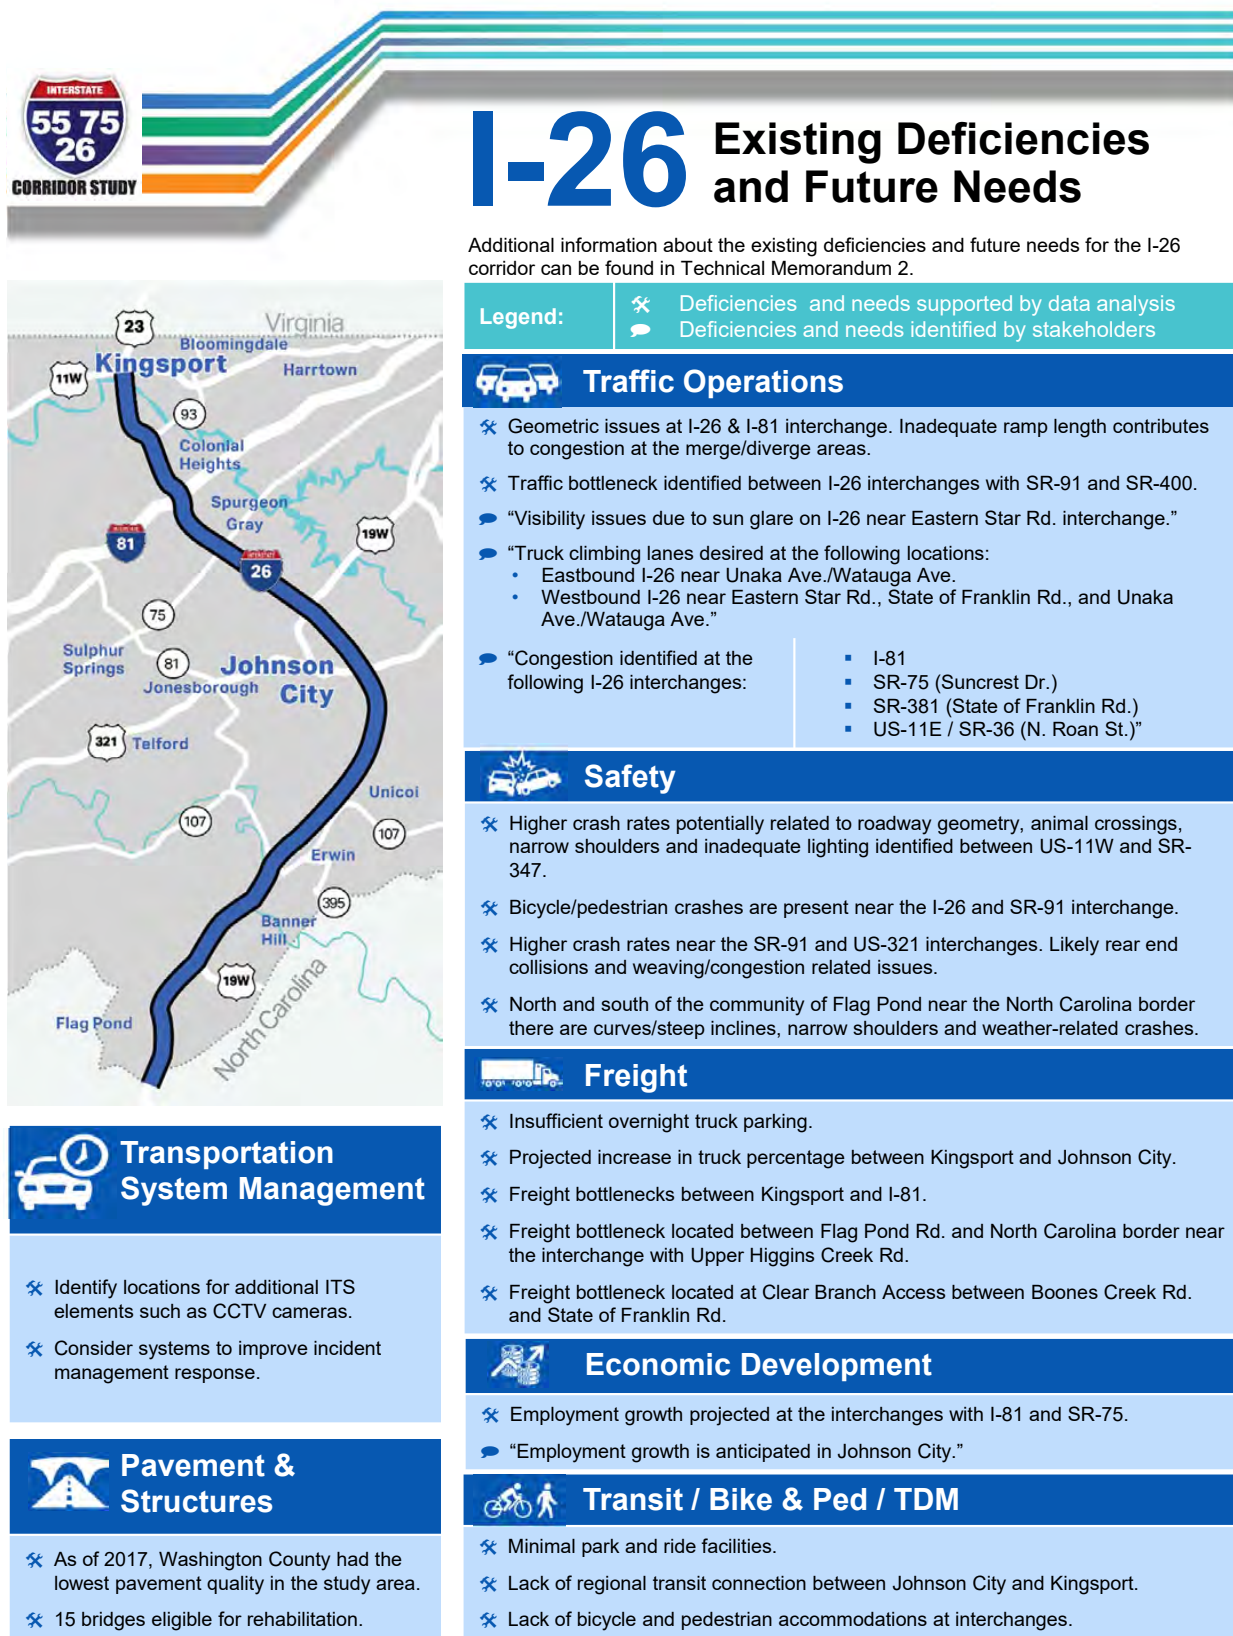 INTERSTATE
55 75
26
CORRIDOR STUDY
I-26 Existing Deficiencies
and Future Needs
Additional information about the existing deficiencies and future needs for the I-26
corridor can be found in Technical Memorandum 2.
Legend:
Deficiencies and needs supported by data analysis
Deficiencies and needs identified by stakeholders
23
Virginia
Bloomingdale
Kingsport
Harrtown
11W
93
Colonial
Heights
Spurgeon
Gray
19W
81
INTERSTATE
26
75
Sulphur
Springs
81
Johnson
City
Jonesborough
321
Telford
Unicoi
107
107
Erwin
395
Banner
Hill
19W
North Carolina
Flag Pond
Transportation
System Management
Identify locations for additional ITS
elements such as CCTV cameras.
Consider systems to improve incident
management response.
Pavement &
Structures
As of 2017, Washington County had the
lowest pavement quality in the study area.
15 bridges eligible for rehabilitation.
Traffic Operations
Geometric issues at I-26 & I-81 interchange. Inadequate ramp length contributes
to congestion at the merge/diverge areas.
Traffic bottleneck identified between I-26 interchanges with SR-91 and SR-400.
“Visibility issues due to sun glare on I-26 near Eastern Star Rd. interchange.”
“Truck climbing lanes desired at the following locations:
• Eastbound I-26 near Unaka Ave./Watauga Ave.
• Westbound I-26 near Eastern Star Rd., State of Franklin Rd., and Unaka
Ave./Watauga Ave.”
“Congestion identified at the
following I-26 interchanges:
▪ I-81
▪ SR-75 (Suncrest Dr.)
▪ SR-381 (State of Franklin Rd.)
▪ US-11E / SR-36 (N. Roan St.)”
Safety
Higher crash rates potentially related to roadway geometry, animal crossings,
narrow shoulders and inadequate lighting identified between US-11W and SR-
347.
Bicycle/pedestrian crashes are present near the I-26 and SR-91 interchange.
Higher crash rates near the SR-91 and US-321 interchanges. Likely rear end
collisions and weaving/congestion related issues.
North and south of the community of Flag Pond near the North Carolina border
there are curves/steep inclines, narrow shoulders and weather-related crashes.
Freight
Insufficient overnight truck parking.
Projected increase in truck percentage between Kingsport and Johnson City.
Freight bottlenecks between Kingsport and I-81.
Freight bottleneck located between Flag Pond Rd. and North Carolina border near
the interchange with Upper Higgins Creek Rd.
Freight bottleneck located at Clear Branch Access between Boones Creek Rd.
and State of Franklin Rd.
Economic Development
Employment growth projected at the interchanges with I-81 and SR-75.
“Employment growth is anticipated in Johnson City.”
Transit / Bike & Ped / TDM
Minimal park and ride facilities.
Lack of regional transit connection between Johnson City and Kingsport.
Lack of bicycle and pedestrian accommodations at interchanges.